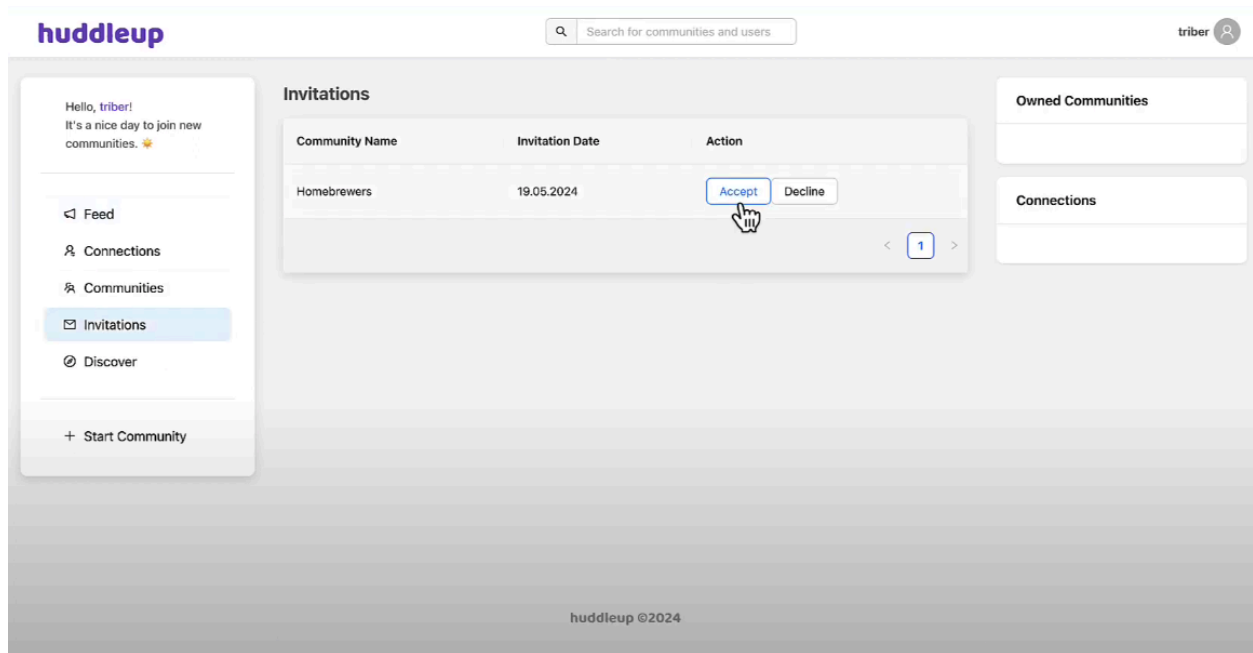 huddleup
Search for communities and users
triber
Hello, triber!
It's a nice day to join new
communities. ☀️
Feed
Connections
Communities
Invitations
Discover
+ Start Community
Invitations
Community Name Invitation Date Action
Homebrewers 19.05.2024 Accept Decline
< 1 >
Owned Communities
Connections
huddleup ©2024